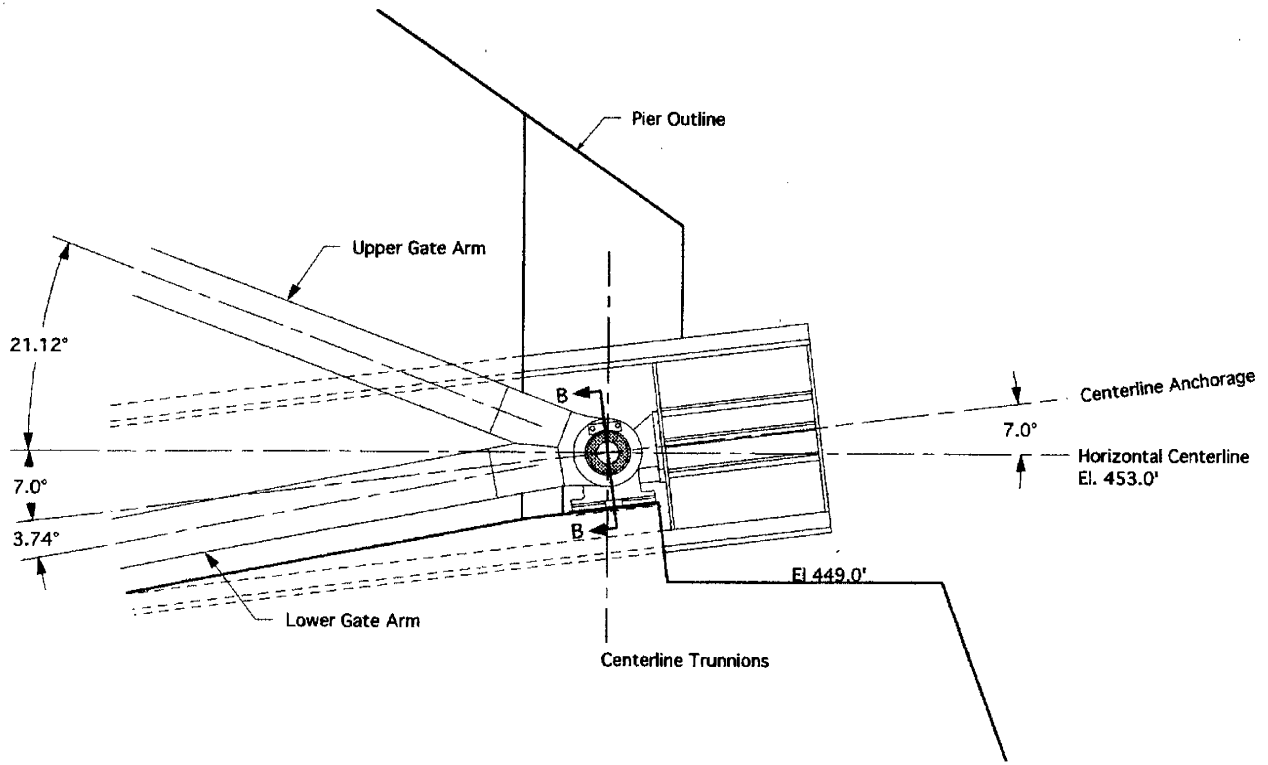 Pier Outline
Upper Gate Arm
21.12°
B
Centerline Anchorage
7.0°
Horizontal Centerline
El. 453.0'
7.0°
3.74°
B
El 449.0'
Lower Gate Arm
Centerline Trunnions